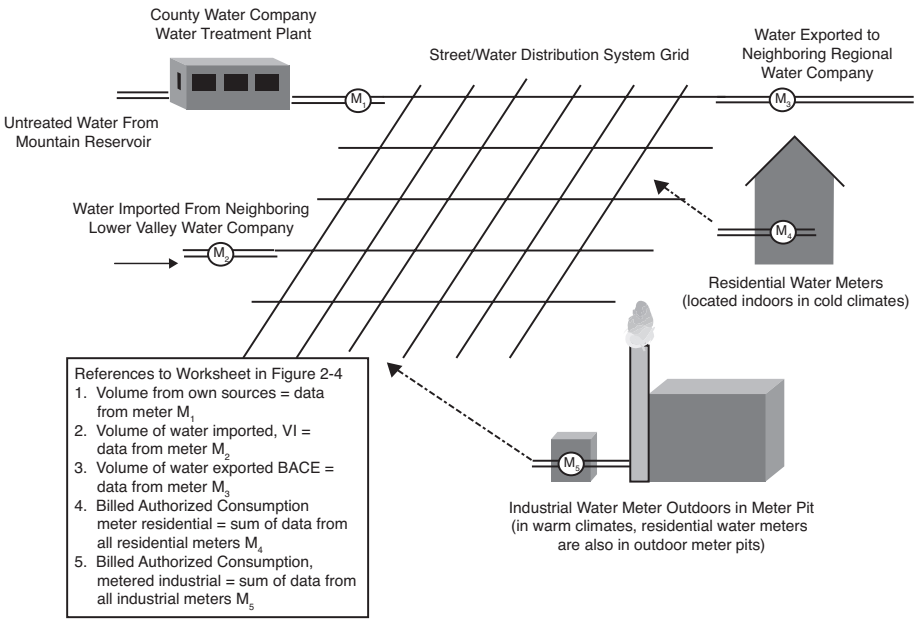 County Water Company
Water Treatment Plant
Street/Water Distribution System Grid
Water Exported to
Neighboring Regional
Water Company
M1
M3
Untreated Water From
Mountain Reservoir
Water Imported From Neighboring
Lower Valley Water Company
M2
M4
Residential Water Meters
(located indoors in cold climates)
References to Worksheet in Figure 2-4
1. Volume from own sources = data
from meter M1
2. Volume of water imported, VI =
data from meter M2
3. Volume of water exported BACE =
data from meter M3
4. Billed Authorized Consumption
meter residential = sum of data from
all residential meters M4
5. Billed Authorized Consumption,
metered industrial = sum of data from
all industrial meters M5
M5
Industrial Water Meter Outdoors in Meter Pit
(in warm climates, residential water meters
are also in outdoor meter pits)